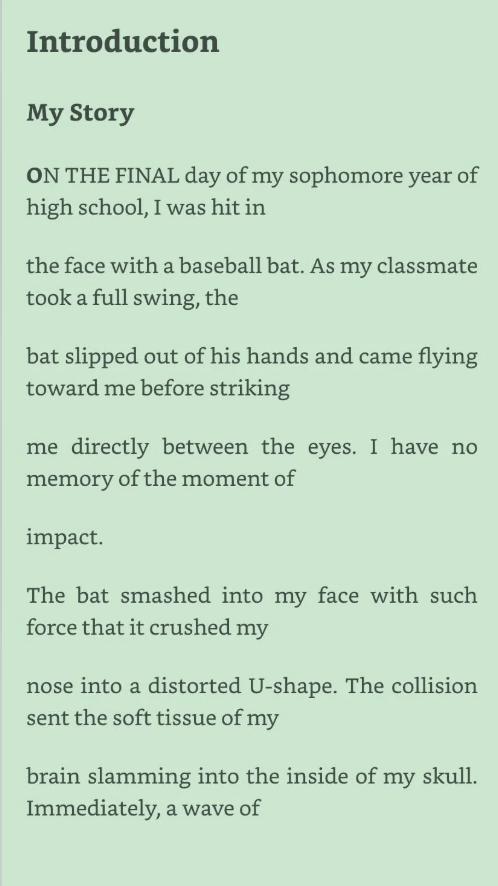 Introduction
My Story
ON THE FINAL day of my sophomore year of
high school, I was hit in
the face with a baseball bat. As my classmate
took a full swing, the
bat slipped out of his hands and came flying
toward me before striking
me directly between the eyes. I have no
memory of the moment of
impact.
The bat smashed into my face with such
force that it crushed my
nose into a distorted U-shape. The collision
sent the soft tissue of my
brain slamming into the inside of my skull.
Immediately, a wave of